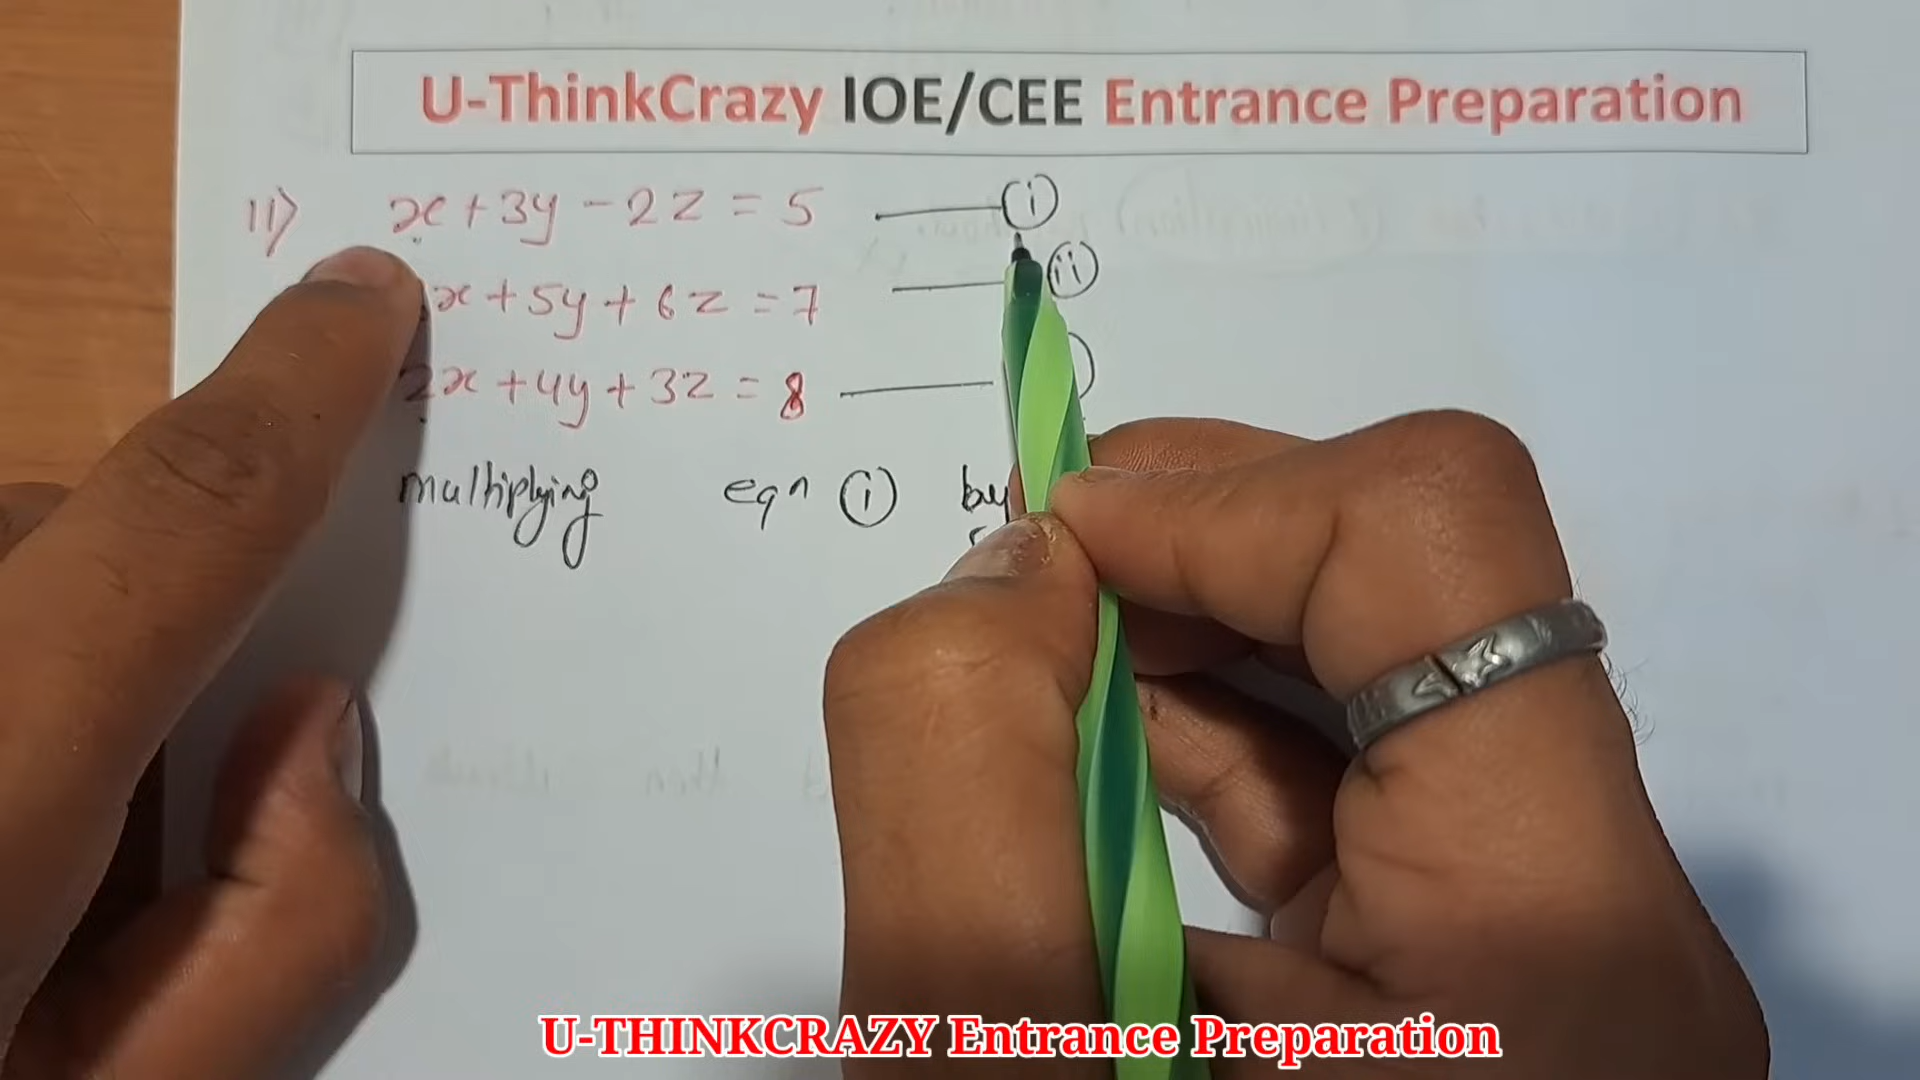 U-ThinkCrazy IOE/CEE Entrance Preparation
11) x + 3y - 2z = 5 (i)
x + 5y + 6z = 7 (ii)
2x + 4y + 3z = 8
multiplying eqn (i) by
U-THINKCRAZY Entrance Preparation